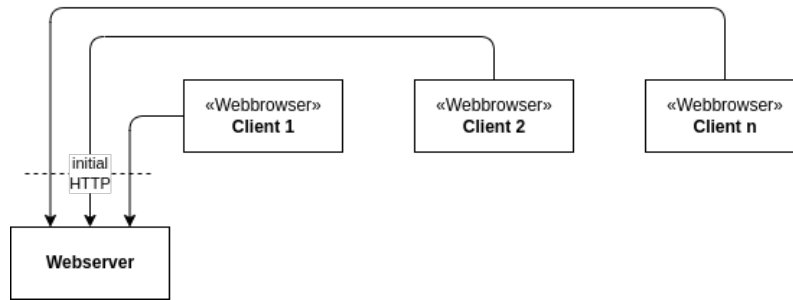 «Webbrowser»
Client 1
«Webbrowser»
Client 2
«Webbrowser»
Client n
initial
HTTP
Webserver